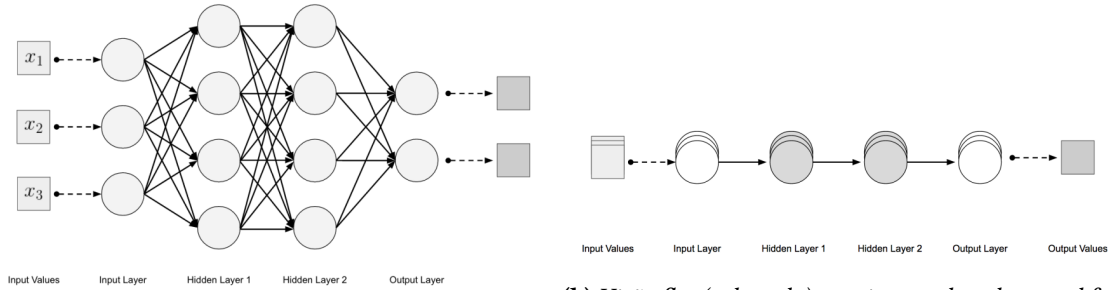 x1
x2
x3
Input Values Input Layer Hidden Layer 1 Hidden Layer 2 Output Layer
Input Values Input Layer Hidden Layer 1 Hidden Layer 2 Output Layer Output Values
(b)